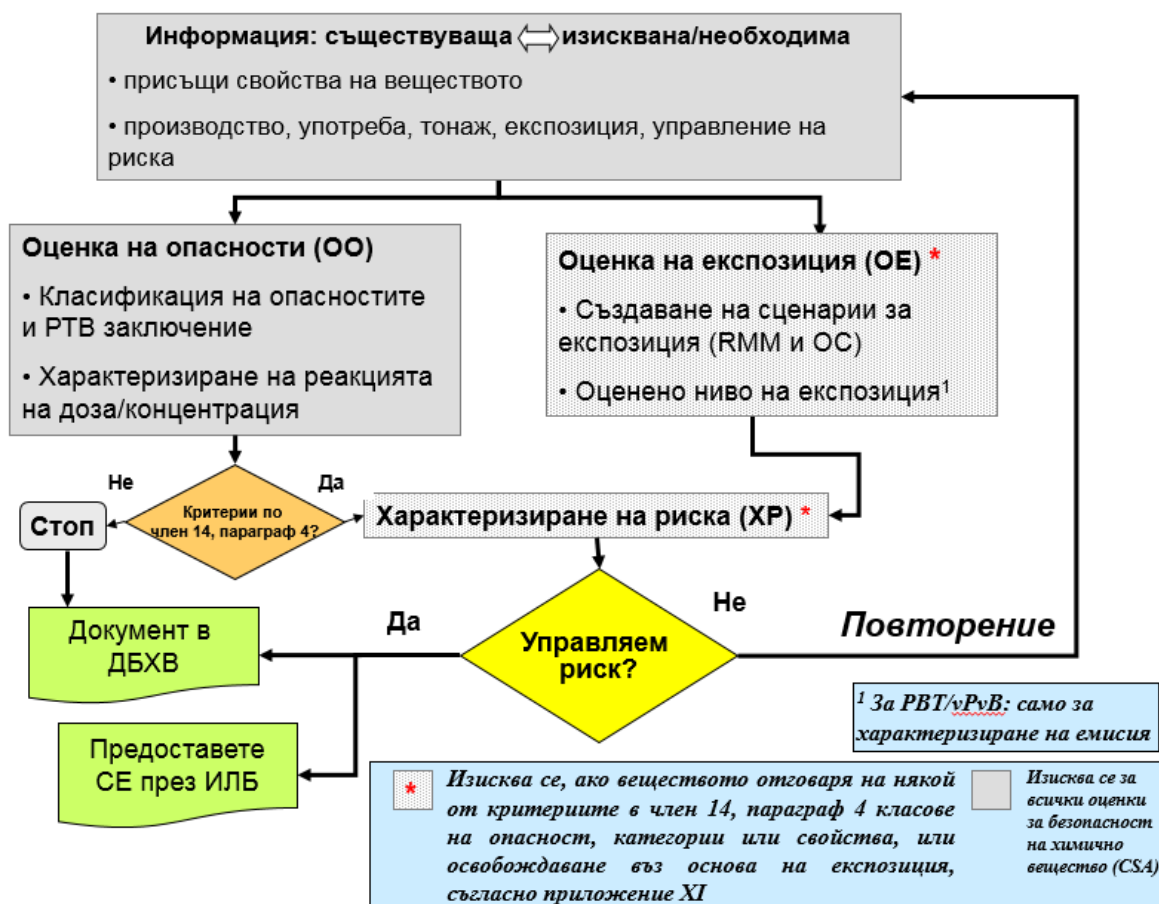 Информация: съществуваща изисквана/необходима
• присъщи свойства на веществото
• производство, употреба, тонаж, експозиция, управление на
риска
Оценка на опасности (ОО)
• Класификация на опасностите
и PTB заключение
• Характеризиране на реакцията
на доза/концентрация
Оценка на експозиция (ОЕ) *
• Създаване на сценарии за
експозиция (RMM и OC)
• Оценено ниво на експозиция¹
Не
Да
Критерии по
член 14, параграф 4?
Стоп
Характеризиране на риска (ХР) *
Документ в
ДБХВ
Да
Не
Управляем
риск?
Повторение
Предоставете
СЕ през ИЛБ
¹ За PBT/vPvB: само за
характеризиране на емисия
* Изисква се, ако веществото отговаря на някой
от критериите в член 14, параграф 4 класове
на опасност, категории или свойства, или
освобождаване въз основа на експозиция,
съгласно приложение XI
Изисква се за
всички оценки
за безопасност
на химично
вещество (CSA)